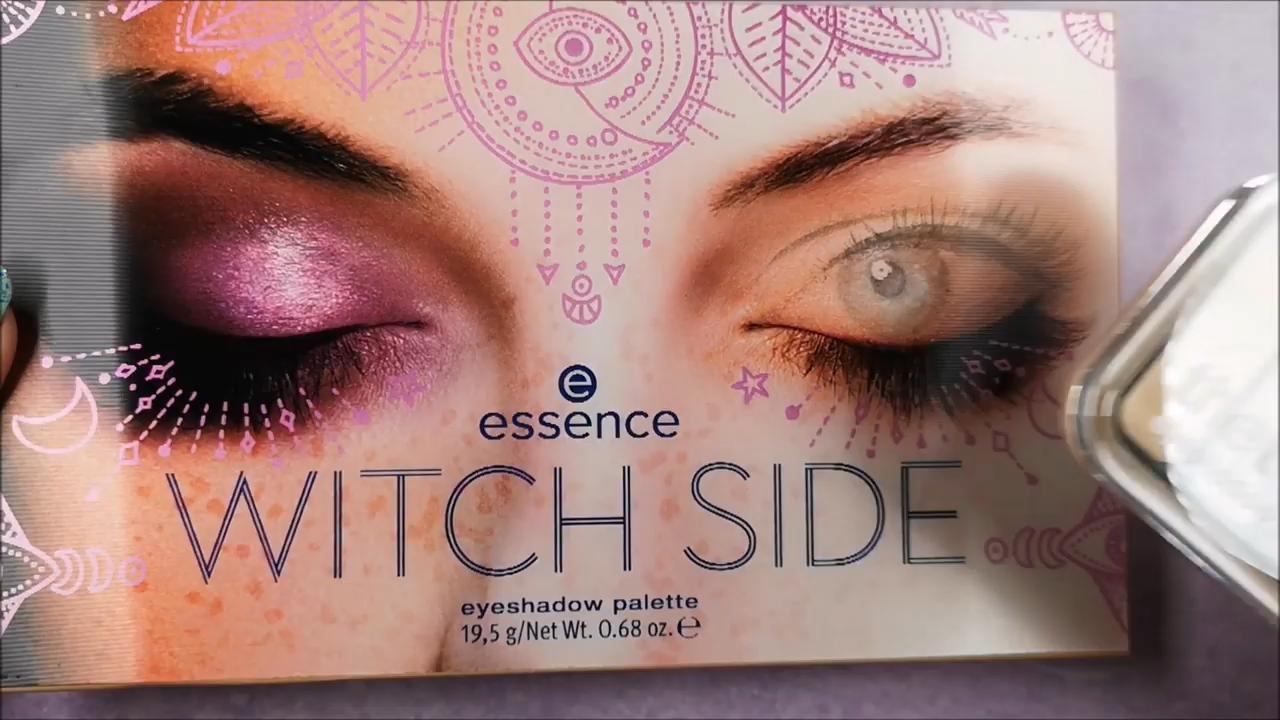 e
essence
WITCH SIDE
eyeshadow palette
19,5 g/Net Wt. 0.68 oz. ℮